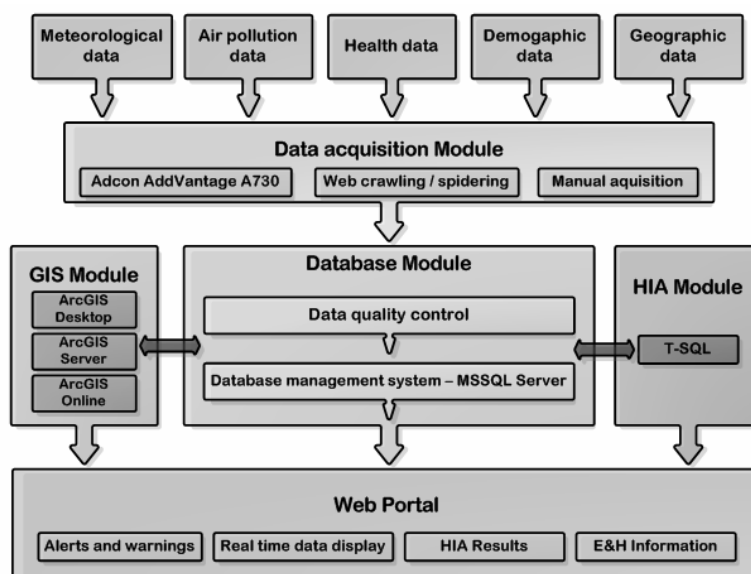 Meteorological
data
Air pollution
data
Health data
Demogaphic
data
Geographic
data
Data acquisition Module
Adcon AddVantage A730
Web crawling / spidering
Manual aquisition
GIS Module
ArcGIS
Desktop
ArcGIS
Server
ArcGIS
Online
Database Module
Data quality control
Database management system – MSSQL Server
HIA Module
T-SQL
Web Portal
Alerts and warnings
Real time data display
HIA Results
E&H Information